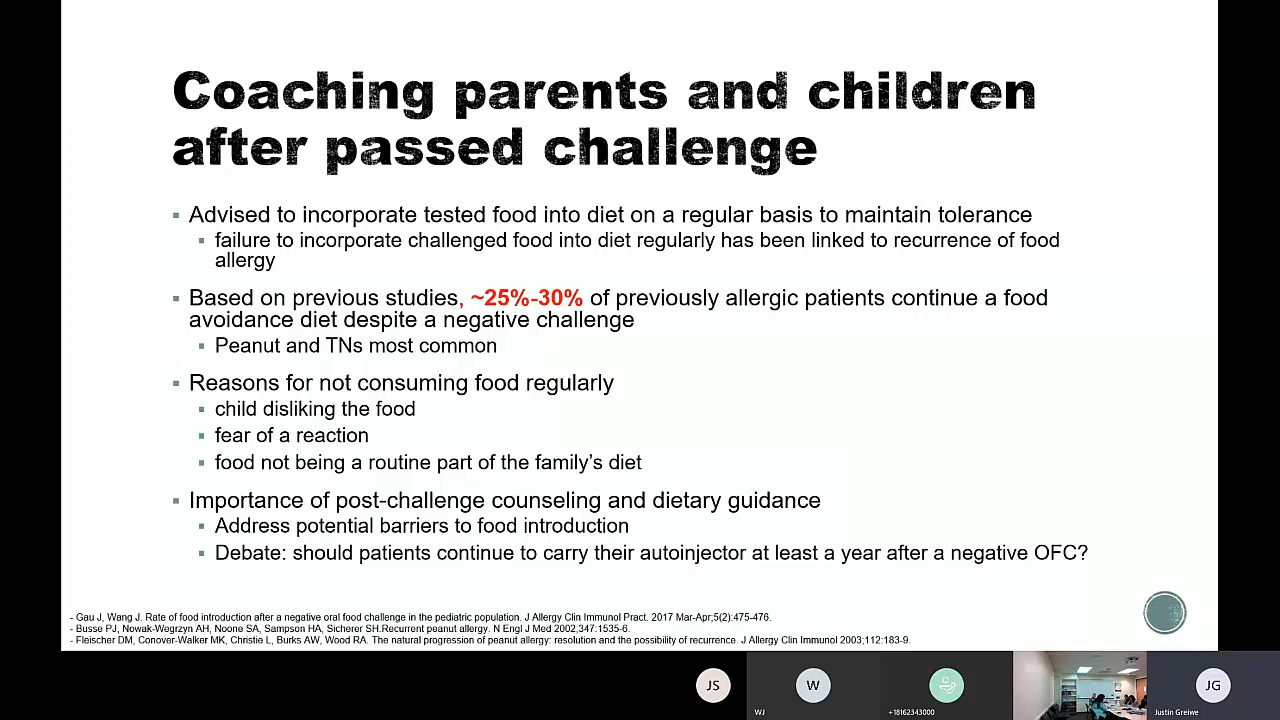 Coaching parents and children
after passed challenge
▪ Advised to incorporate tested food into diet on a regular basis to maintain tolerance
▪ failure to incorporate challenged food into diet regularly has been linked to recurrence of food
allergy
▪ Based on previous studies, ~25%-30% of previously allergic patients continue a food
avoidance diet despite a negative challenge
▪ Peanut and TNs most common
▪ Reasons for not consuming food regularly
▪ child disliking the food
▪ fear of a reaction
▪ food not being a routine part of the family's diet
▪ Importance of post-challenge counseling and dietary guidance
▪ Address potential barriers to food introduction
▪ Debate: should patients continue to carry their autoinjector at least a year after a negative OFC?
- Gau J, Wang J. Rate of food introduction after a negative oral food challenge in the pediatric population. J Allergy Clin Immunol Pract. 2017 Mar-Apr;5(2):475-476.
- Busse PJ, Nowak-Wegrzyn AH, Noone SA, Sampson HA, Sicherer SH.Recurrent peanut allergy. N Engl J Med 2002;347:1535-6.
- Fleischer DM, Conover-Walker MK, Christie L, Burks AW, Wood RA. The natural progression of peanut allergy: resolution and the possibility of recurrence. J Allergy Clin Immunol 2003;112:183-9.
JS
W
JG
WJ
+18162343000
Justin Greiwe